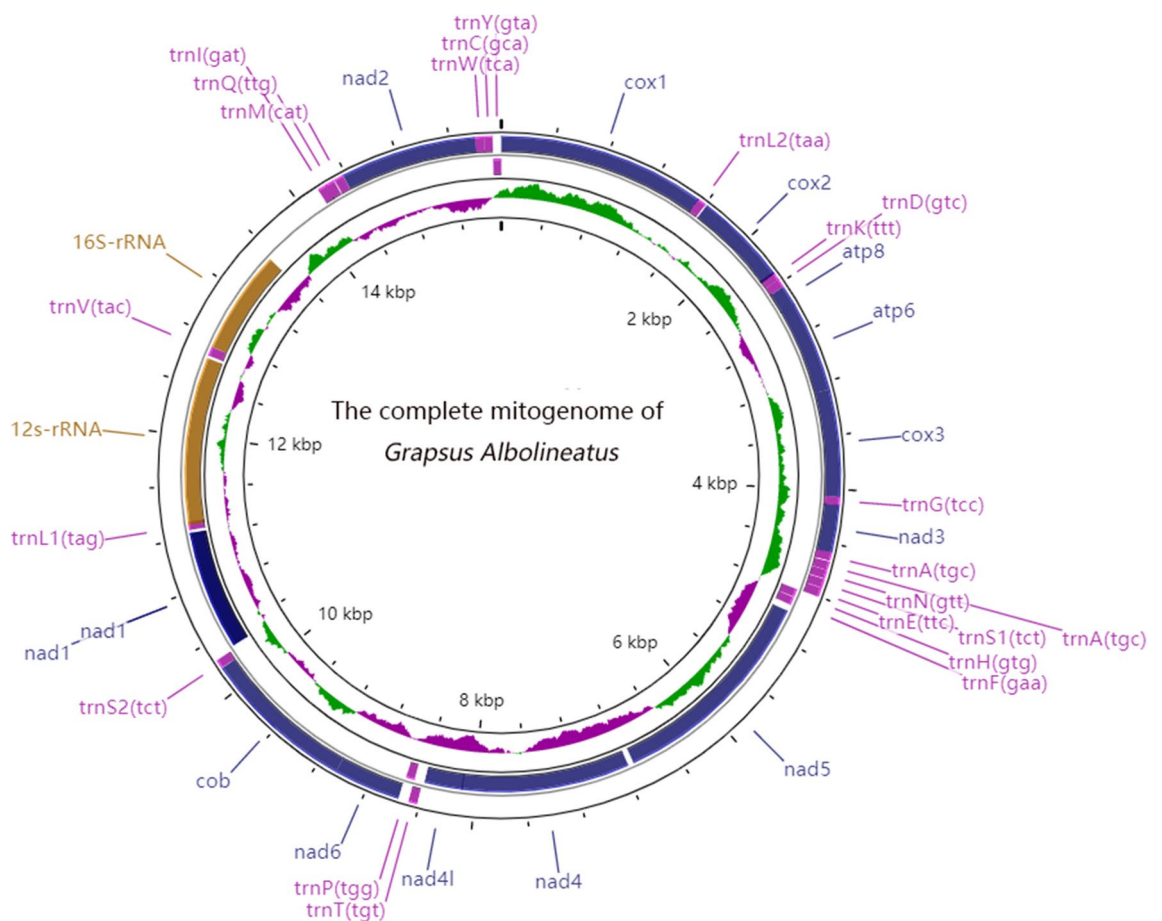 trnY(gta)
trnC(gca)
trnW(tca)
trnI(gat)
trnQ(ttg)
trnM(cat)
nad2
cox1
trnL2(taa)
cox2
trnD(gtc)
trnK(ttt)
atp8
atp6
cox3
trnG(tcc)
nad3
trnA(tgc)
trnN(gtt)
trnE(ttc)
trnS1(tct)
trnA(tgc)
trnH(gtg)
trnF(gaa)
nad5
nad4
nad4l
trnT(tgt)
trnP(tgg)
nad6
cob
trnS2(tct)
nad1
nad1
trnL1(tag)
12s-rRNA
trnV(tac)
16S-rRNA
14 kbp
2 kbp
The complete mitogenome of
Grapsus Albolineatus
12 kbp
4 kbp
10 kbp
6 kbp
8 kbp